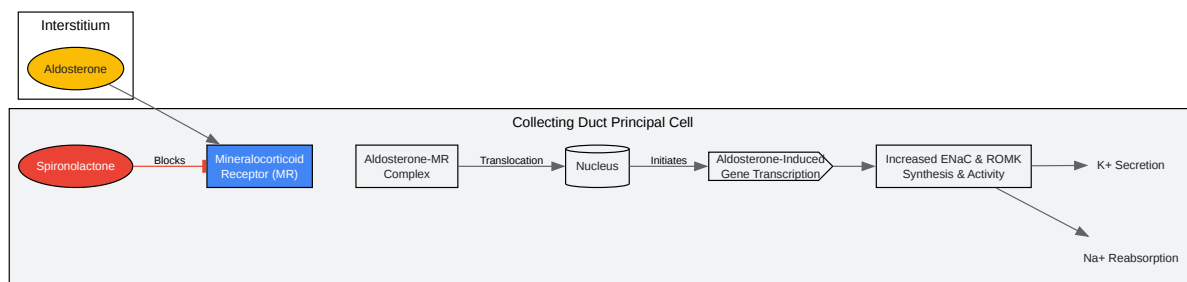 Interstitium
Aldosterone
Collecting Duct Principal Cell
Spironolactone
Blocks
Mineralocorticoid
Receptor (MR)
Aldosterone-MR
Complex
Translocation
Nucleus
Initiates
Aldosterone-Induced
Gene Transcription
Increased ENaC & ROMK
Synthesis & Activity
K+ Secretion
Na+ Reabsorption